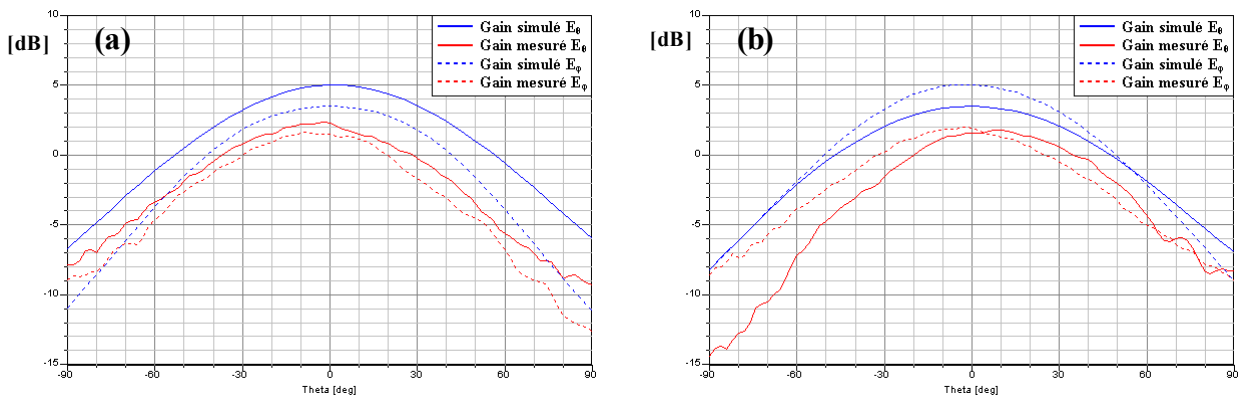 [dB]
(a)
10
5
0
-5
-10
-15
-90
-60
-30
0
30
60
90
Theta [deg]
Gain simulé Eθ
Gain mesuré Eθ
Gain simulé Eφ
Gain mesuré Eφ
[dB]
(b)
10
5
0
-5
-10
-15
-90
-60
-30
0
30
60
90
Theta [deg]
Gain simulé Eθ
Gain mesuré Eθ
Gain simulé Eφ
Gain mesuré Eφ